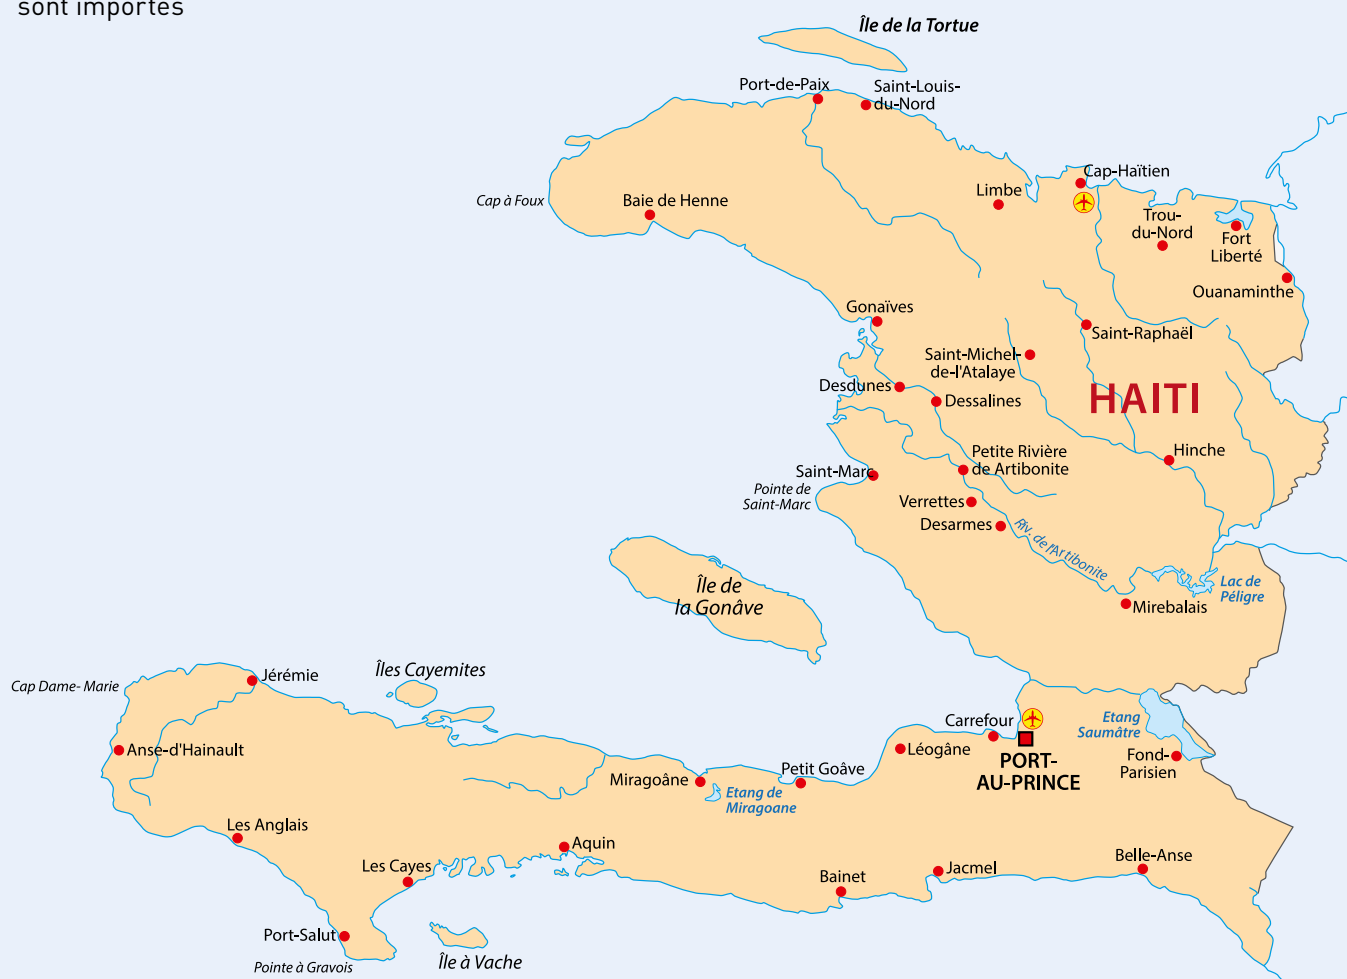 sont importés
Île de la Tortue
Port-de-Paix
Saint-Louis-
du-Nord
Cap-Haïtien
Limbe
Cap à Foux
Baie de Henne
Trou-
du-Nord
Fort
Liberté
Ouanaminthe
Gonaïves
Saint-Raphaël
Saint-Michel-
de-l'Atalaye
Desdunes
Dessalines
HAITI
Hinche
Petite Rivière
de Artibonite
Saint-Marc
Pointe de
Saint-Marc
Verrettes
Desarmes
Riv. de l'Artibonite
Île de
la Gonâve
Lac de
Péligre
Mirebalais
Îles Cayemites
Jérémie
Cap Dame- Marie
Carrefour
Etang
Saumâtre
Anse-d'Hainault
Léogâne
PORT-
AU-PRINCE
Fond-
Parisien
Petit Goâve
Miragoâne
Etang de
Miragoane
Les Anglais
Aquin
Les Cayes
Bainet
Jacmel
Belle-Anse
Port-Salut
Pointe à Gravois
Île à Vache